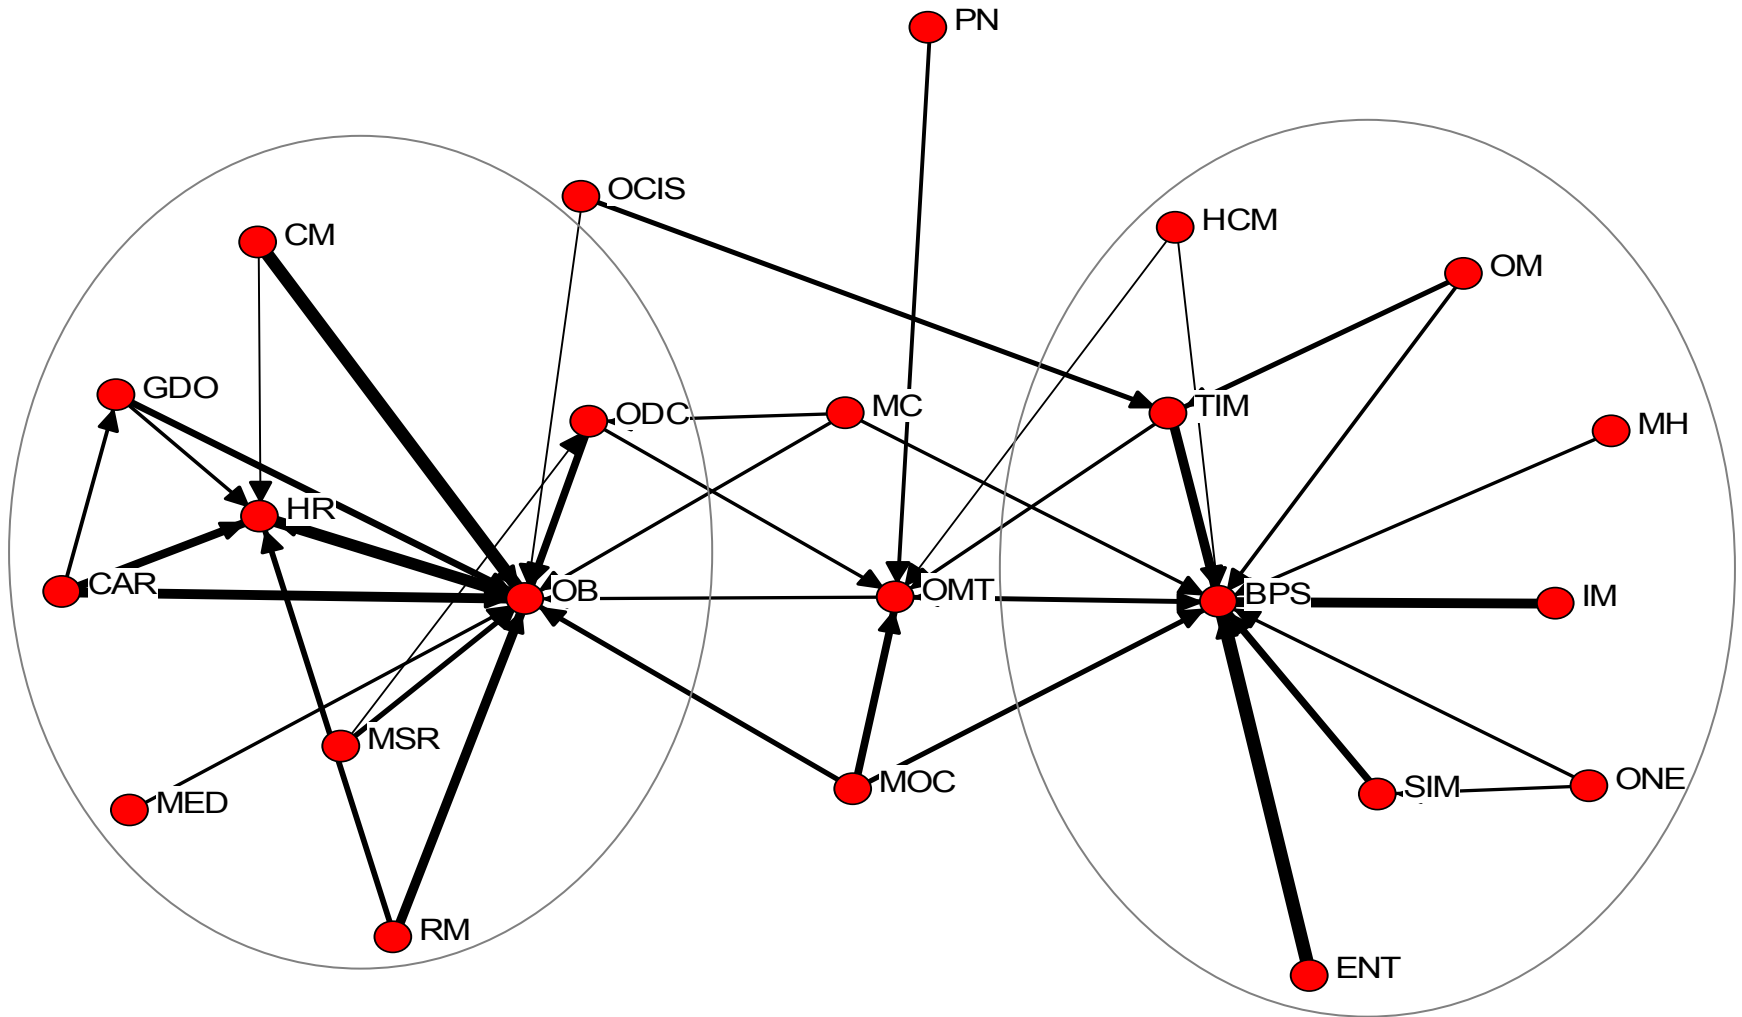 PN
OCIS
HCM
CM
OM
GDO
ODC
MC
TIM
MH
HR
CAR
OB
OMT
BPS
IM
MSR
MOC
SIM
ONE
MED
RM
ENT